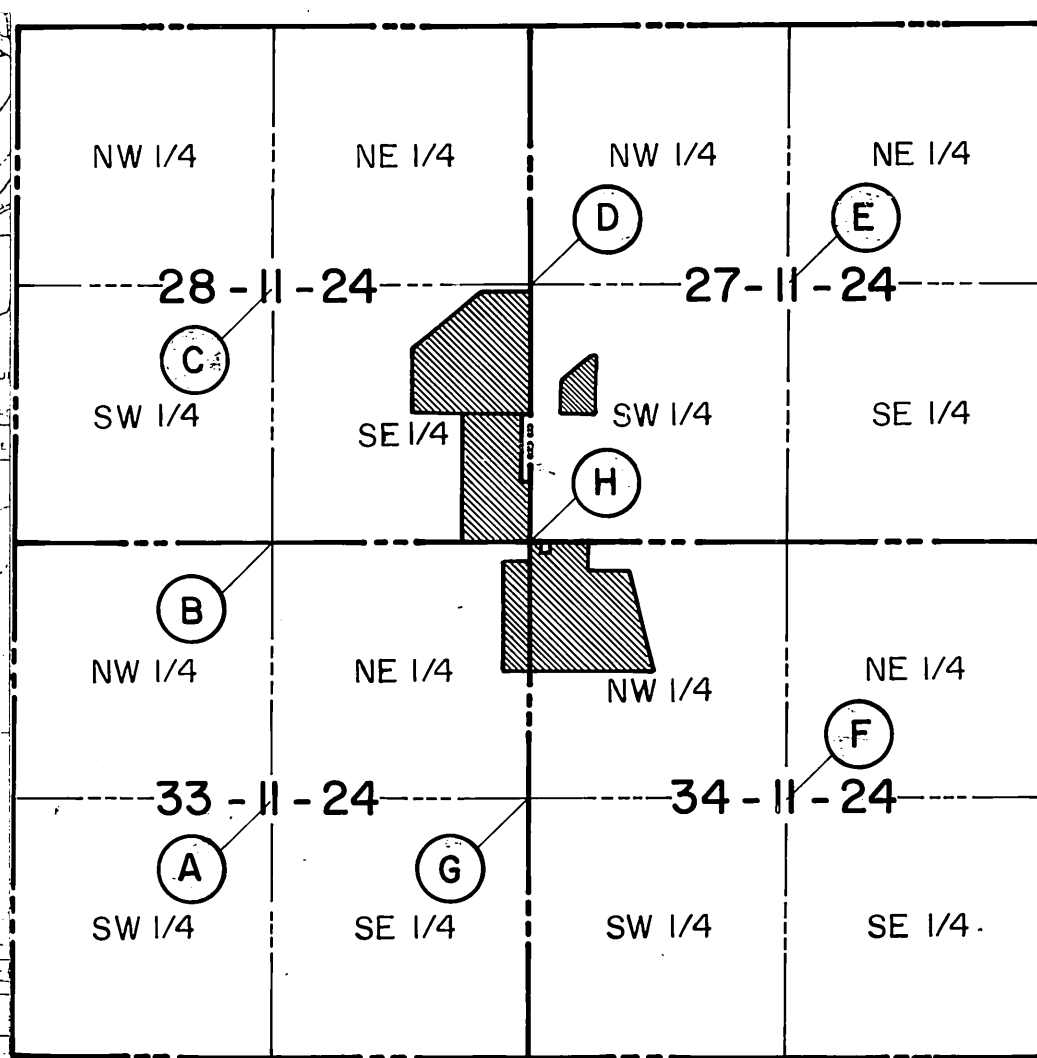 NW 1/4 NE 1/4 NW 1/4 NE 1/4
D E
28-11-24 27-11-24
C
SW 1/4 SE 1/4 SW 1/4 SE 1/4
H
B
NW 1/4 NE 1/4 NW 1/4 NE 1/4
F
33-11-24 34-11-24
A G
SW 1/4 SE 1/4 SW 1/4 SE 1/4